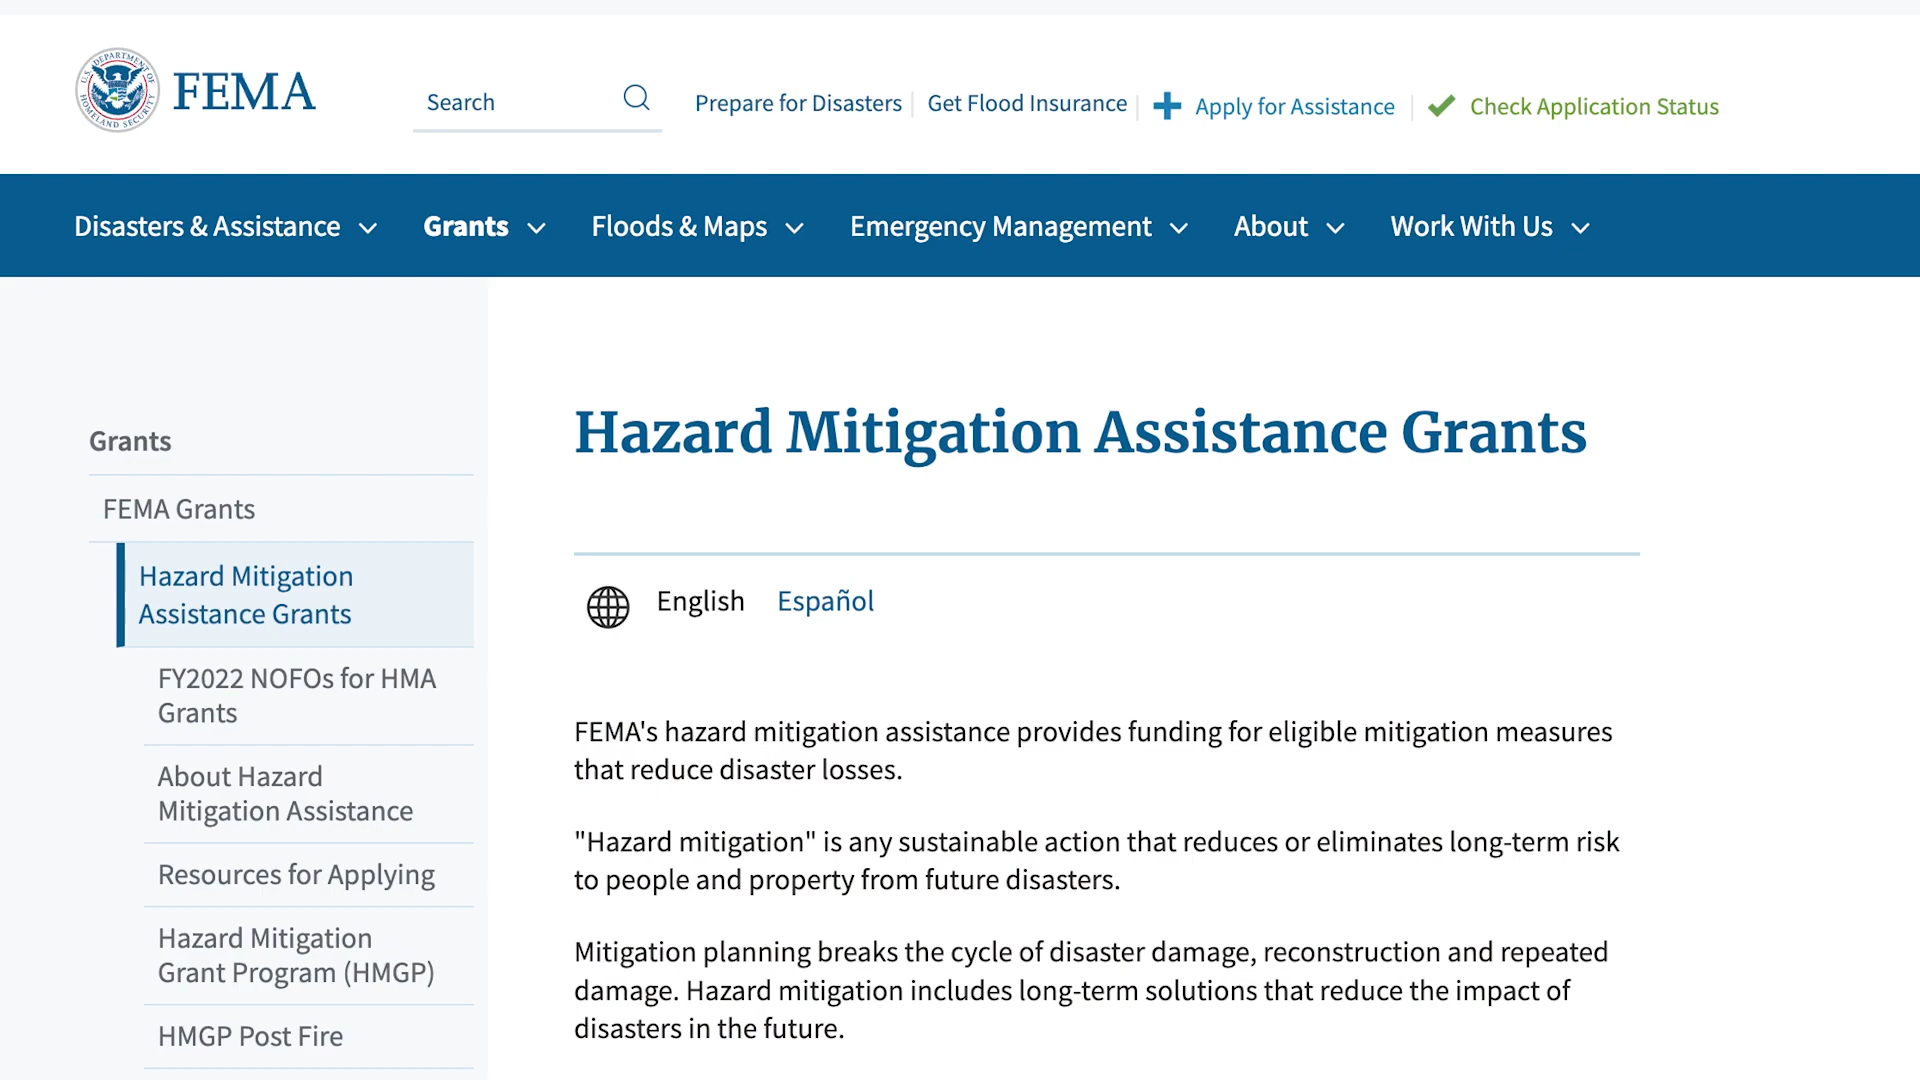 U.S. DEPARTMENT OF HOMELAND SECURITY
FEMA
Search
Prepare for Disasters
Get Flood Insurance
Apply for Assistance
Check Application Status
Disasters & Assistance
Grants
Floods & Maps
Emergency Management
About
Work With Us
Grants
FEMA Grants
Hazard Mitigation
Assistance Grants
FY2022 NOFOs for HMA
Grants
About Hazard
Mitigation Assistance
Resources for Applying
Hazard Mitigation
Grant Program (HMGP)
HMGP Post Fire
Hazard Mitigation Assistance Grants
English Español
FEMA's hazard mitigation assistance provides funding for eligible mitigation measures
that reduce disaster losses.
"Hazard mitigation" is any sustainable action that reduces or eliminates long-term risk
to people and property from future disasters.
Mitigation planning breaks the cycle of disaster damage, reconstruction and repeated
damage. Hazard mitigation includes long-term solutions that reduce the impact of
disasters in the future.